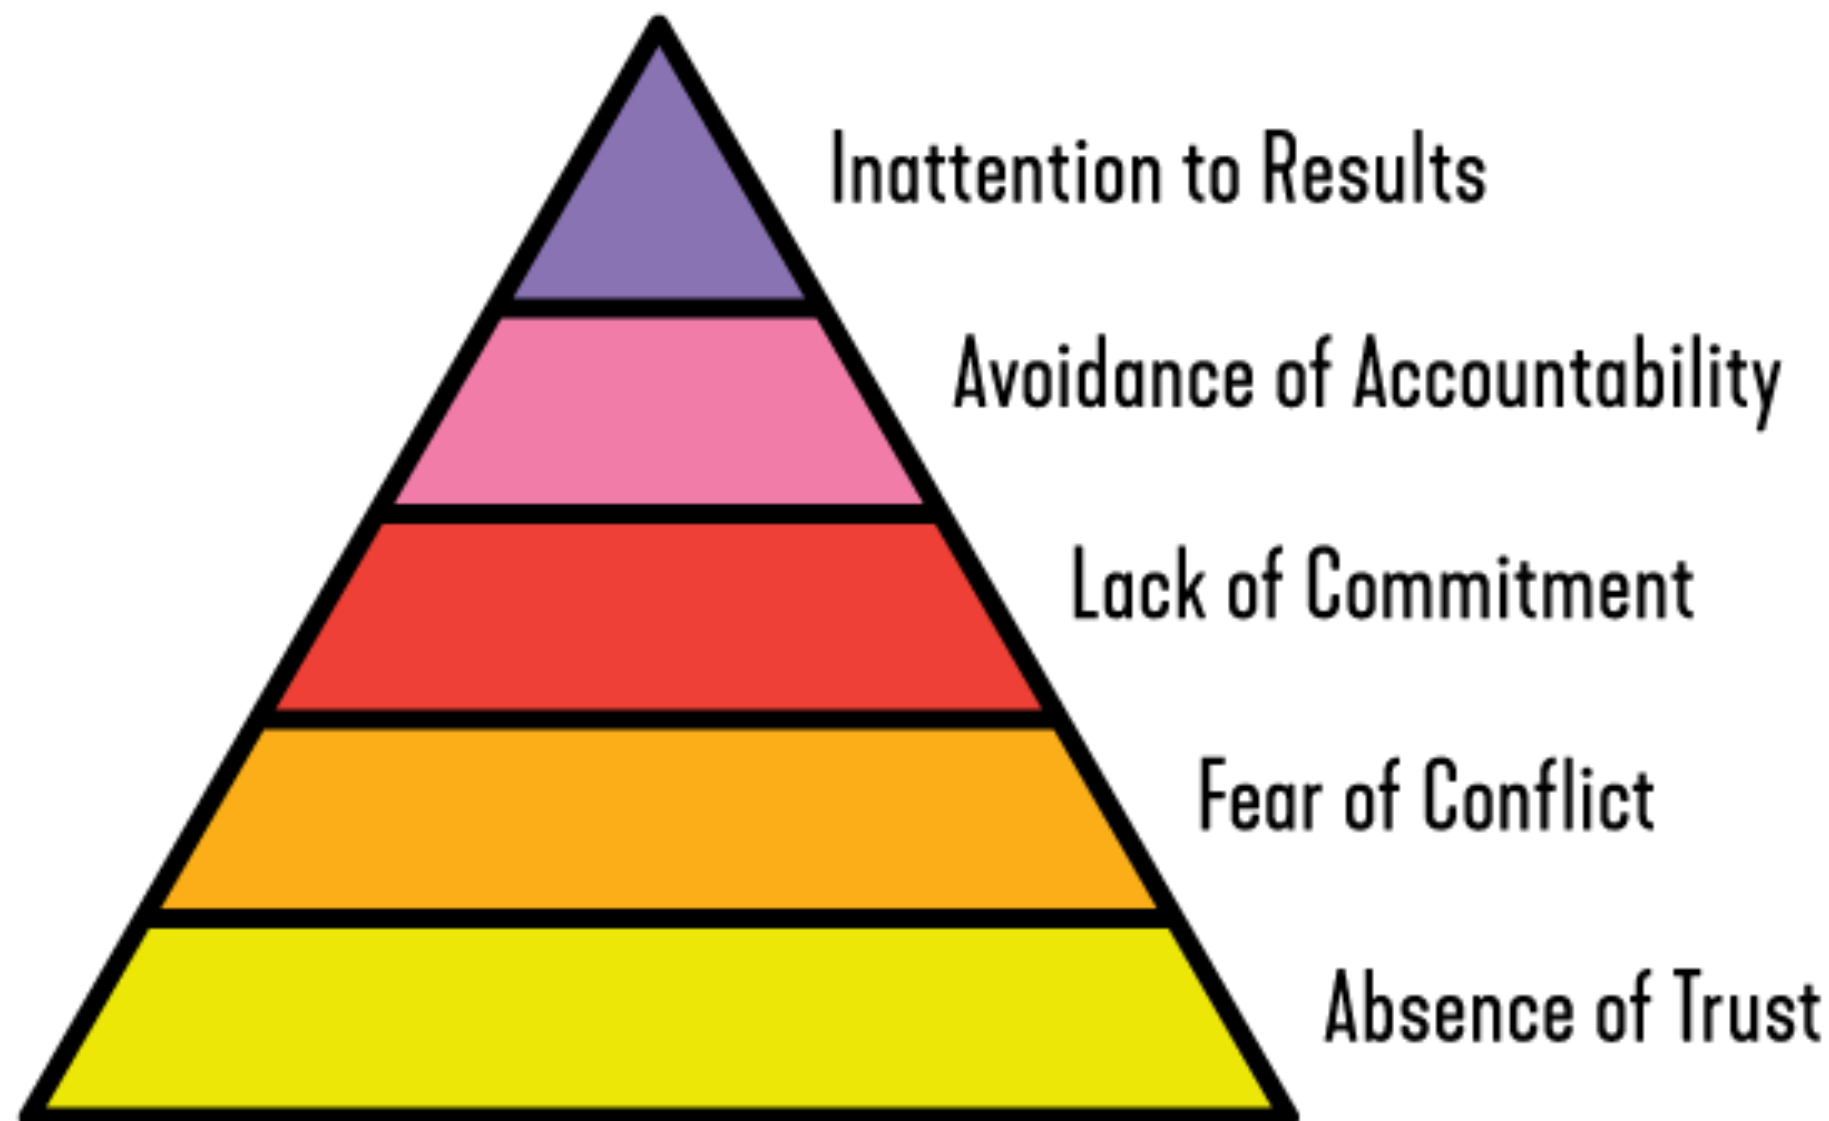 Inattention to Results
Avoidance of Accountability
Lack of Commitment
Fear of Conflict
Absence of Trust